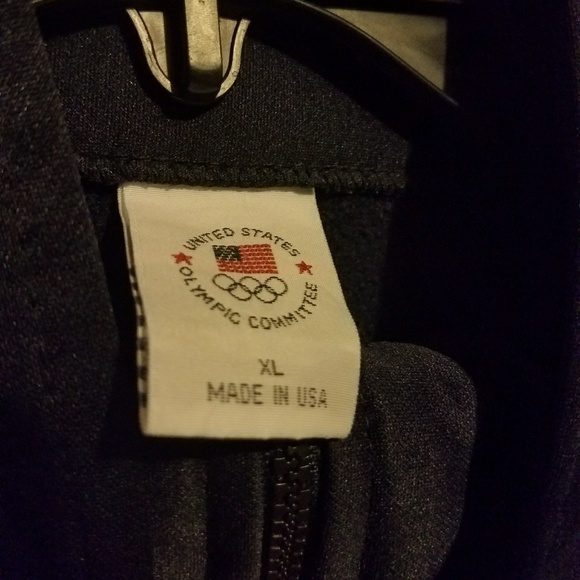 UNITED STATES
OLYMPIC COMMITTEE
XL
MADE IN USA